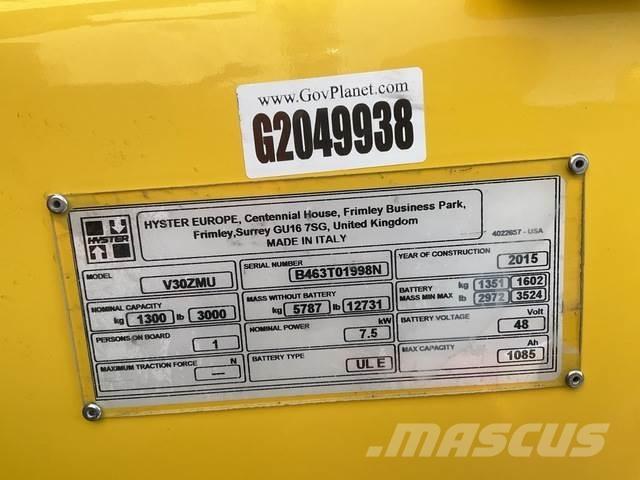 www.GovPlanet.com
G2049938
HYSTER
HYSTER EUROPE, Centennial House, Frimley Business Park,
Frimley,Surrey GU16 7SG, United Kingdom
MADE IN ITALY
4022657 - USA
MODEL V30ZMU
SERIAL NUMBER B463T01998N
YEAR OF CONSTRUCTION 2015
NOMINAL CAPACITY kg 1300 lb 3000
MASS WITHOUT BATTERY kg 5787 lb 12731
BATTERY MASS MIN MAX kg 1351 1602
lb 2972 3524
PERSONS ON BOARD 1
NOMINAL POWER kW 7.5
BATTERY VOLTAGE Volt 48
MAXIMUM TRACTION FORCE N —
BATTERY TYPE UL E
MAX CAPACITY Ah 1085
MASCUS